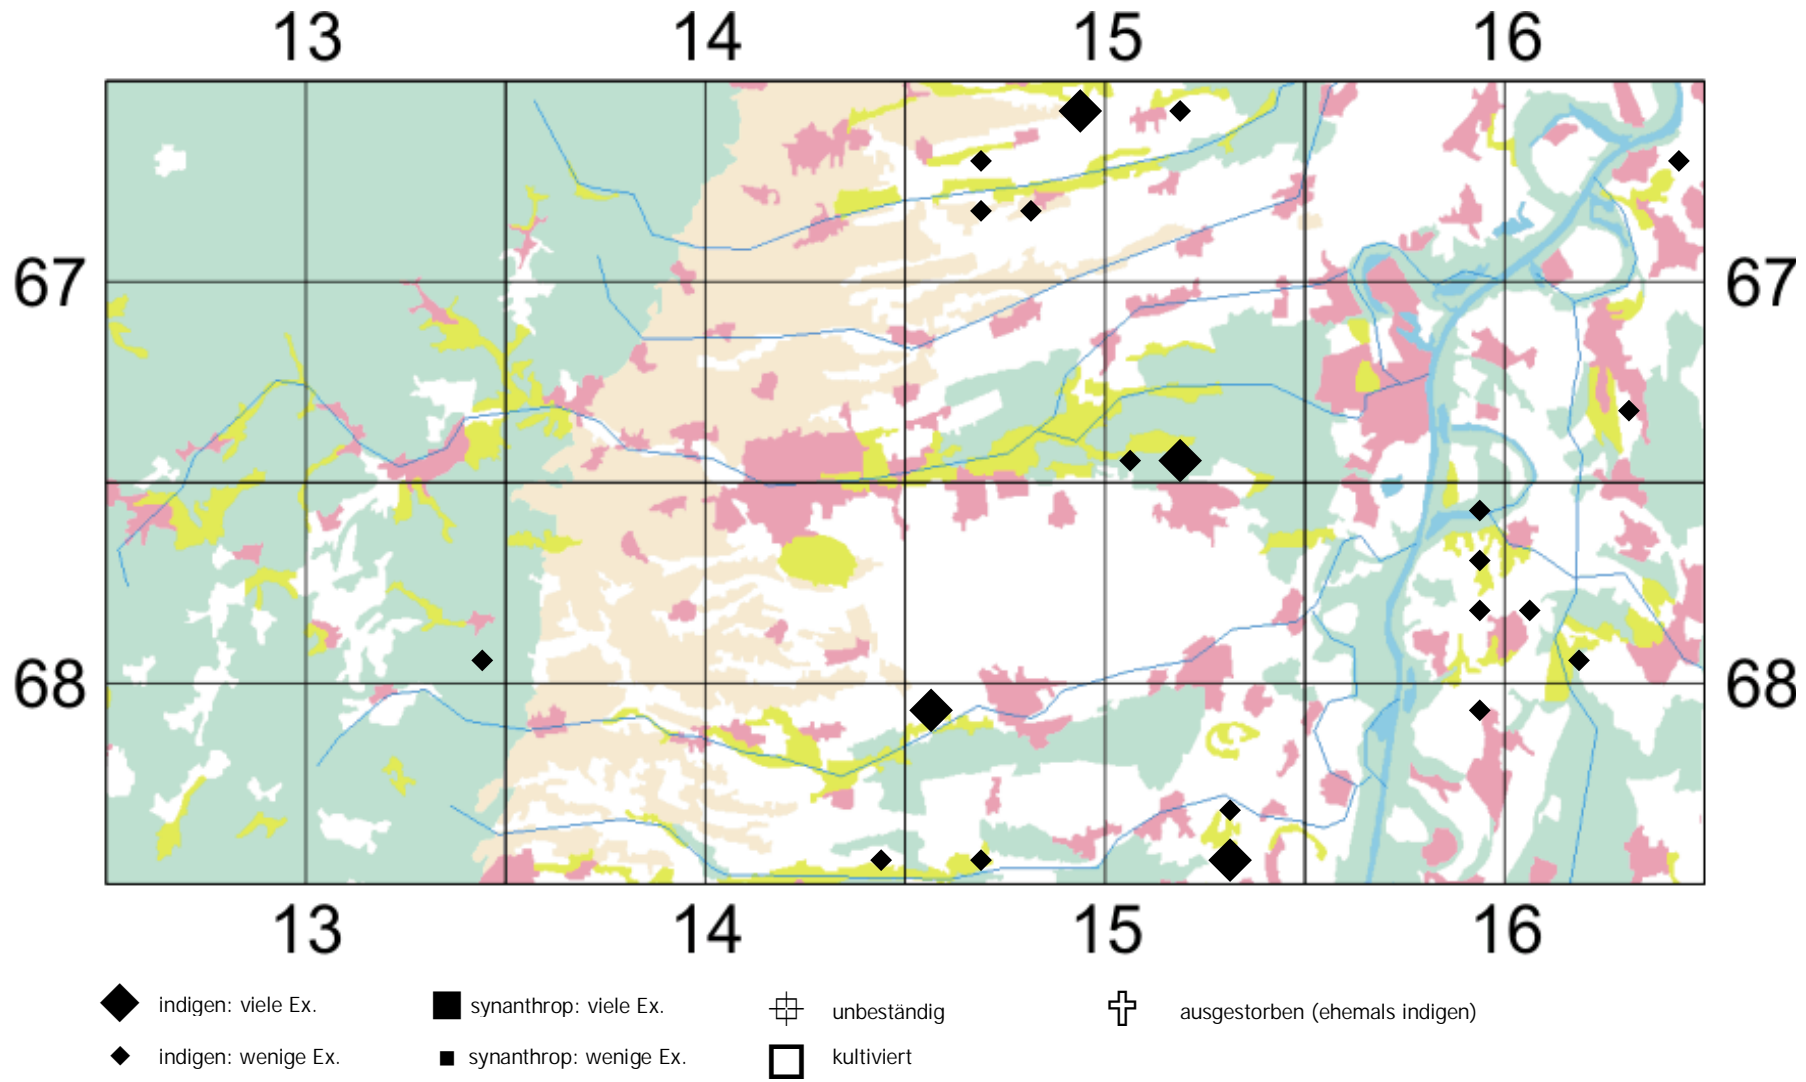 13 14 15 16
67 67
68 68
13 14 15 16
indigen: viele Ex. synanthrop: viele Ex. unbeständig ausgestorben (ehemals indigen)
indigen: wenige Ex. synanthrop: wenige Ex. kultiviert